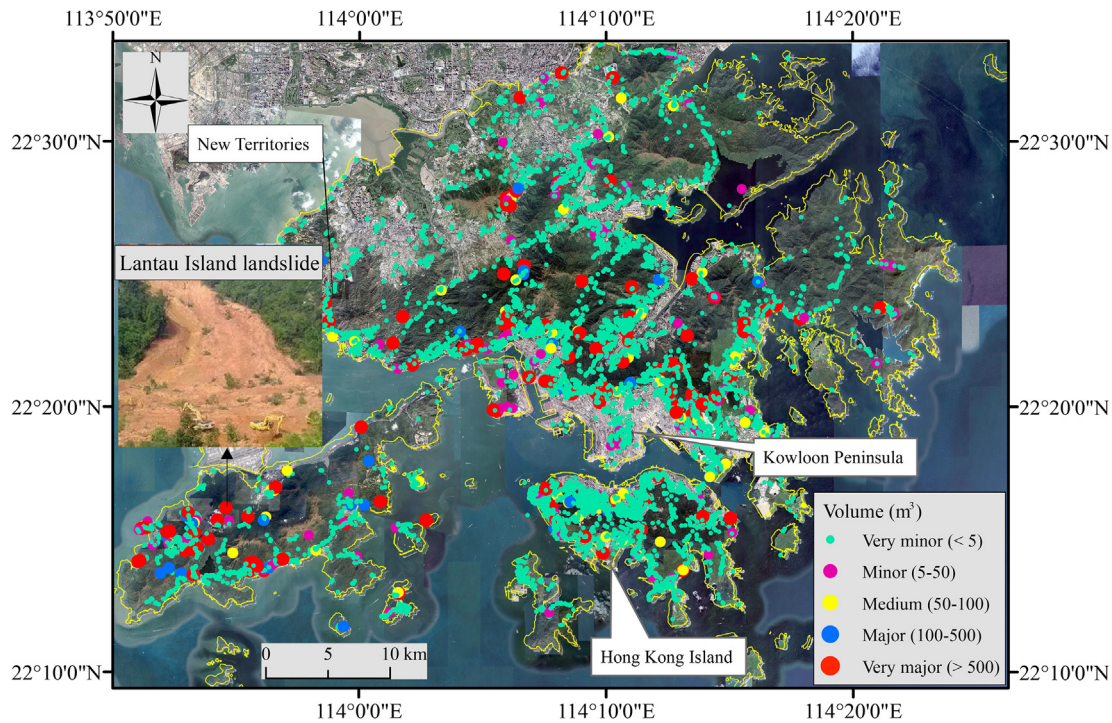 113°50'0"E
114°0'0"E
114°10'0"E
114°20'0"E
N
22°30'0"N
22°30'0"N
New Territories
Lantau Island landslide
22°20'0"N
22°20'0"N
Kowloon Peninsula
Volume (m³)
Very minor (< 5)
Minor (5-50)
Medium (50-100)
Major (100-500)
Very major (> 500)
Hong Kong Island
0 5 10 km
22°10'0"N
22°10'0"N
114°0'0"E
114°10'0"E
114°20'0"E